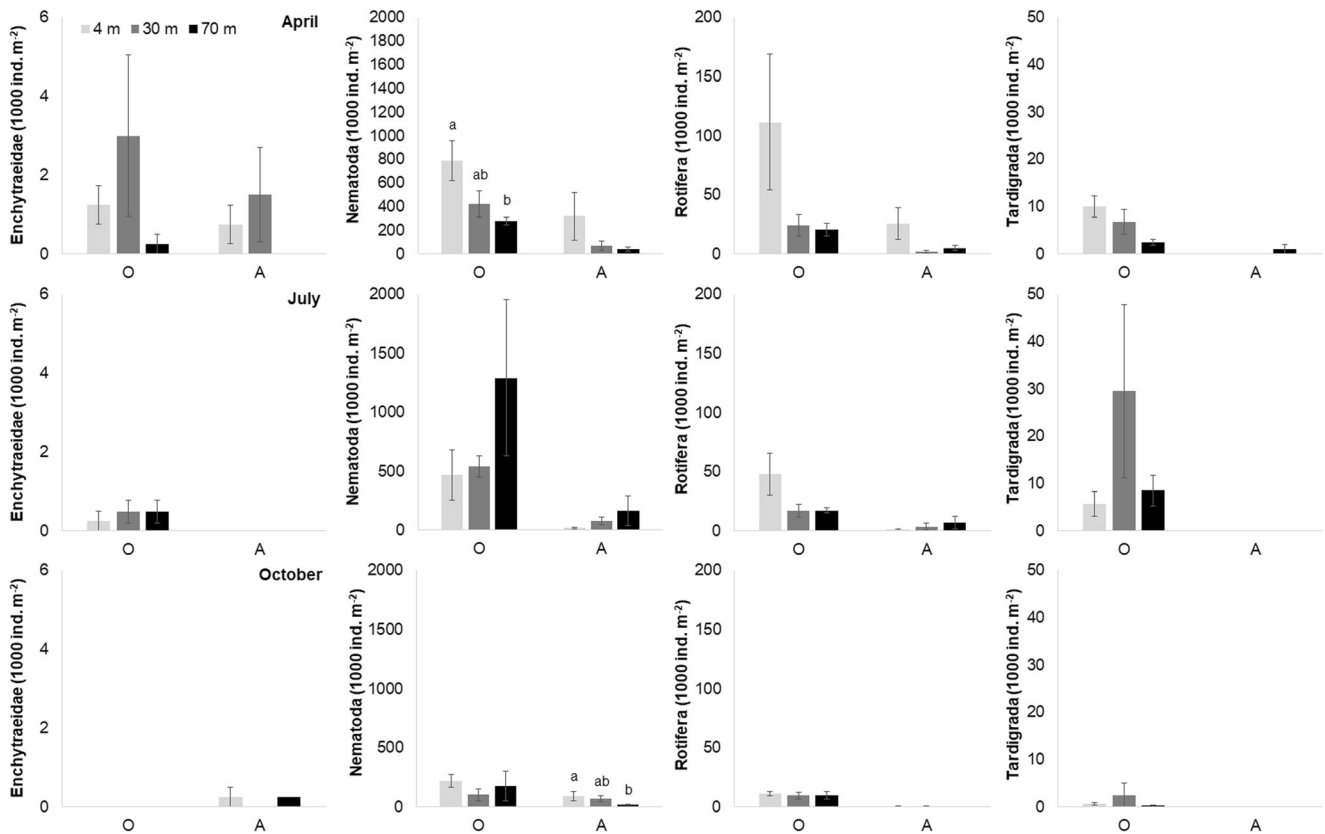 4 m 30 m 70 m
April
Enchytraeidae (1000 ind. m-2)
6
4
2
0
O A
Nematoda (1000 ind. m-2)
2000
1800
1600
1400
1200
1000
800
600
400
200
0
a
ab
b
O A
Rotifera (1000 ind. m-2)
200
150
100
50
0
O A
Tardigrada (1000 ind. m-2)
50
40
30
20
10
0
O A
July
Enchytraeidae (1000 ind. m-2)
6
4
2
0
O A
Nematoda (1000 ind. m-2)
2000
1500
1000
500
0
O A
Rotifera (1000 ind. m-2)
200
150
100
50
0
O A
Tardigrada (1000 ind. m-2)
50
40
30
20
10
0
O A
October
Enchytraeidae (1000 ind. m-2)
6
4
2
0
O A
Nematoda (1000 ind. m-2)
2000
1500
1000
500
0
a ab b
O A
Rotifera (1000 ind. m-2)
200
150
100
50
0
O A
Tardigrada (1000 ind. m-2)
50
40
30
20
10
0
O A